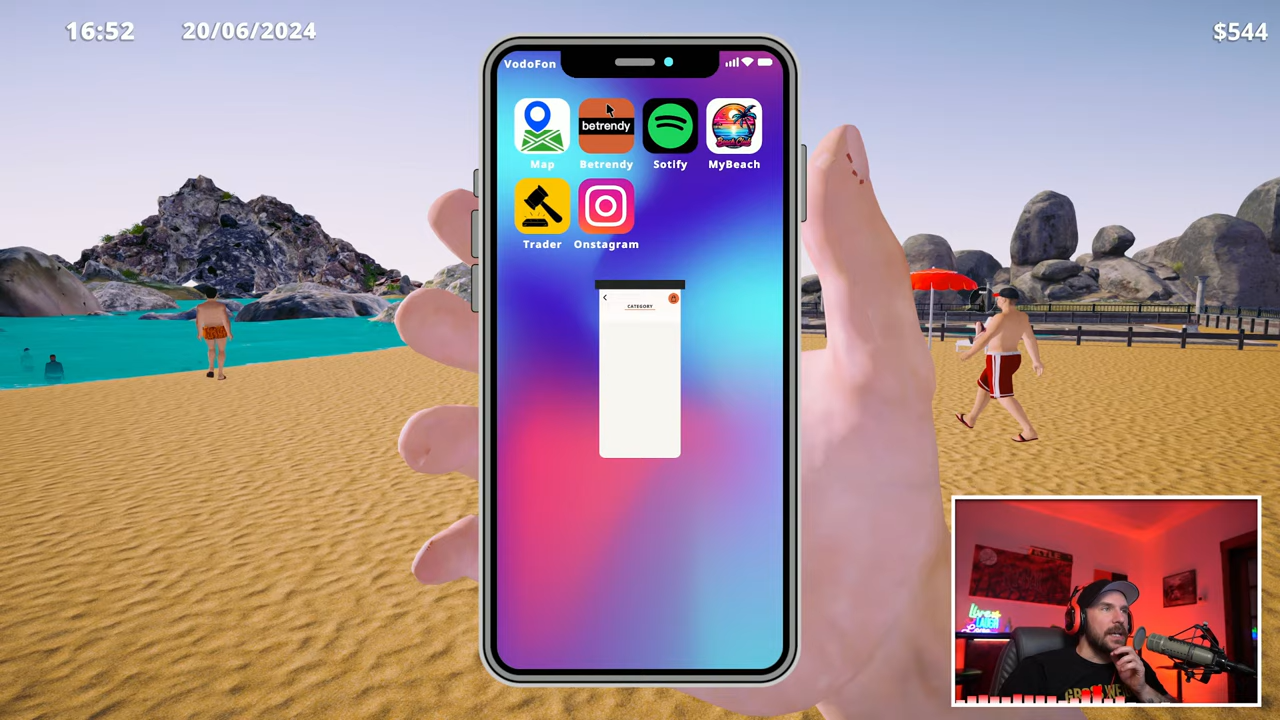 16:52
20/06/2024
$544
VodoFon
betrendy
Map
Betrendy
Sotify
MyBeach
Trader
Onstagram
CATEGORY